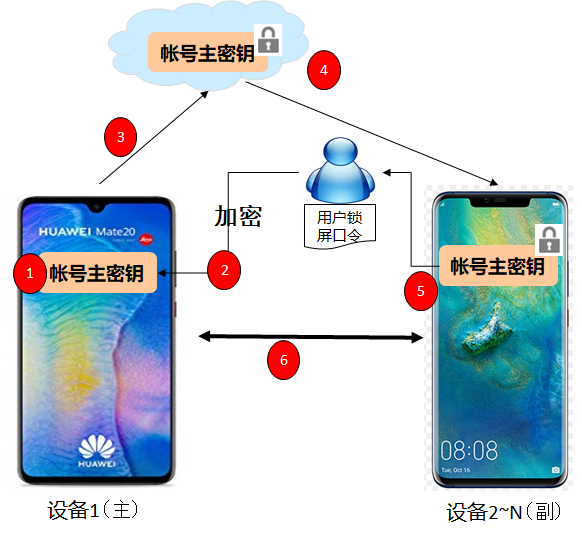 帐号主密钥
4
3
用户锁
屏口令
加密
HUAWEI Mate20
1
帐号主密钥
2
帐号主密钥
5
6
08:08
Tue, Oct 16
HUAWEI
设备1（主）
设备2~N（副）